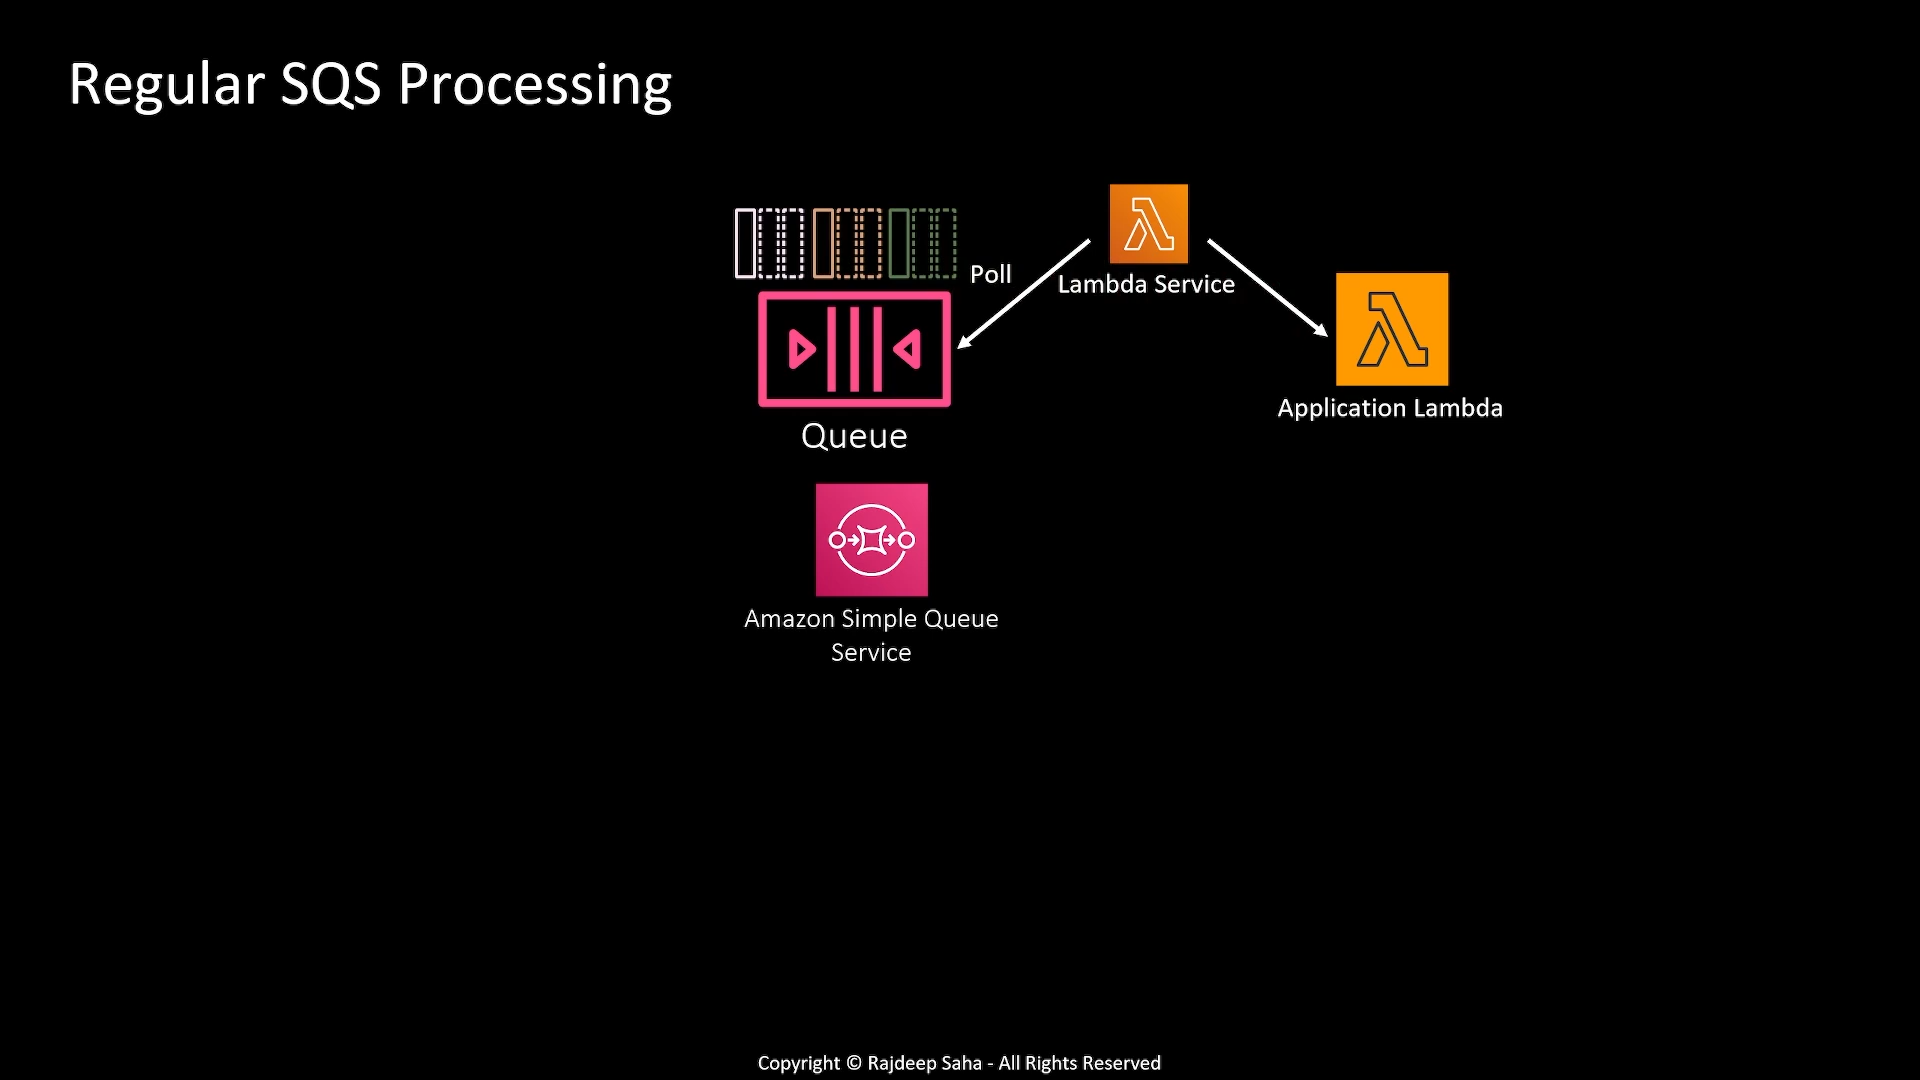 Regular SQS Processing
Poll
Lambda Service
Application Lambda
Queue
Amazon Simple Queue
Service
Copyright © Rajdeep Saha - All Rights Reserved